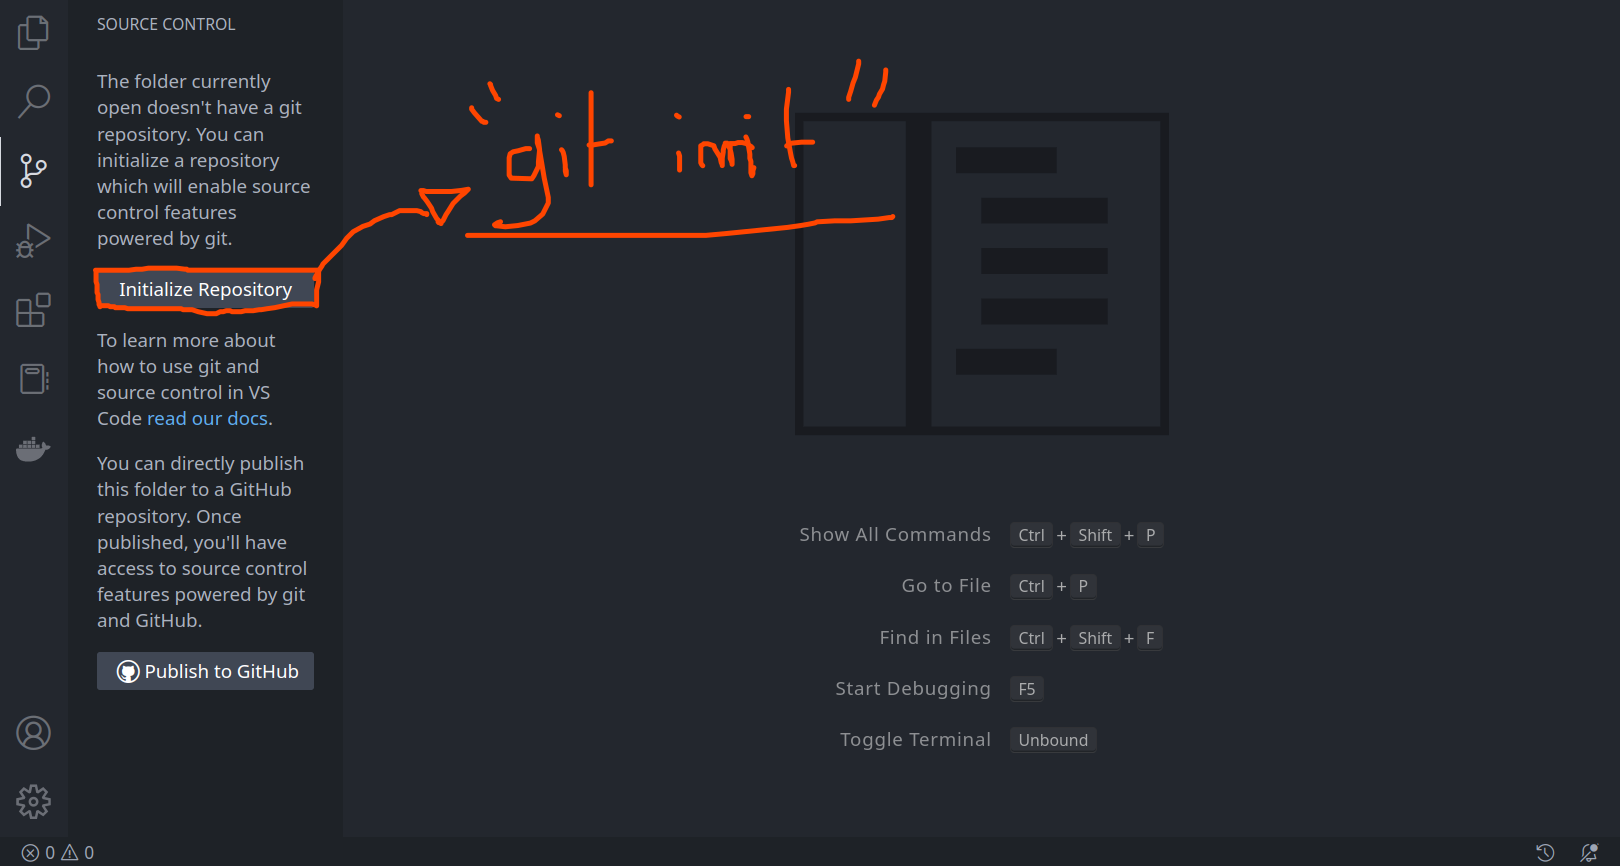 SOURCE CONTROL
The folder currently
open doesn't have a git
repository. You can
initialize a repository
which will enable source
control features
powered by git.
Initialize Repository
To learn more about
how to use git and
source control in VS
Code read our docs.
You can directly publish
this folder to a GitHub
repository. Once
published, you'll have
access to source control
features powered by git
and GitHub.
Publish to GitHub
"git init"
Show All Commands Ctrl + Shift + P
Go to File Ctrl + P
Find in Files Ctrl + Shift + F
Start Debugging F5
Toggle Terminal Unbound
0 0